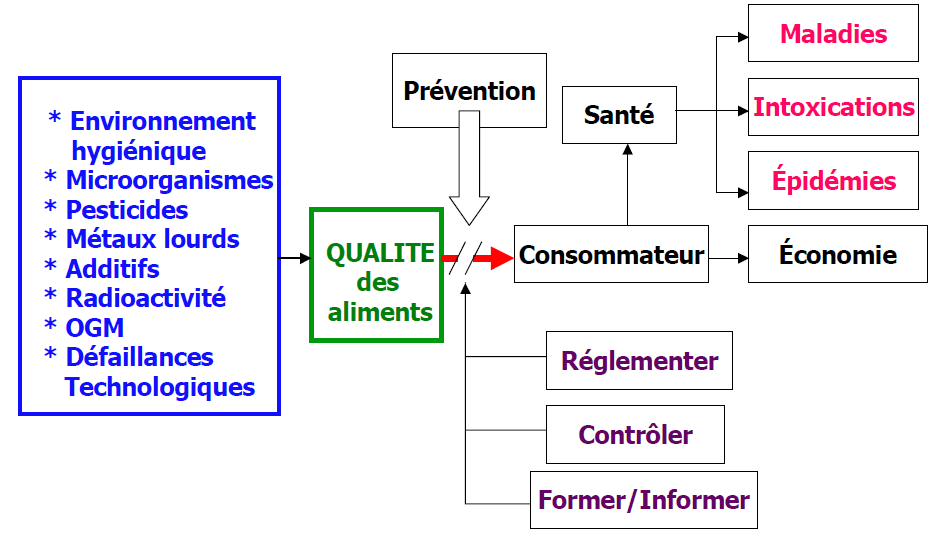 * Environnement
hygiénique
* Microorganismes
* Pesticides
* Métaux lourds
* Additifs
* Radioactivité
* OGM
* Défaillances
Technologiques
QUALITE
des
aliments
Prévention
Consommateur
Santé
Maladies
Intoxications
Épidémies
Économie
Réglementer
Contrôler
Former/Informer